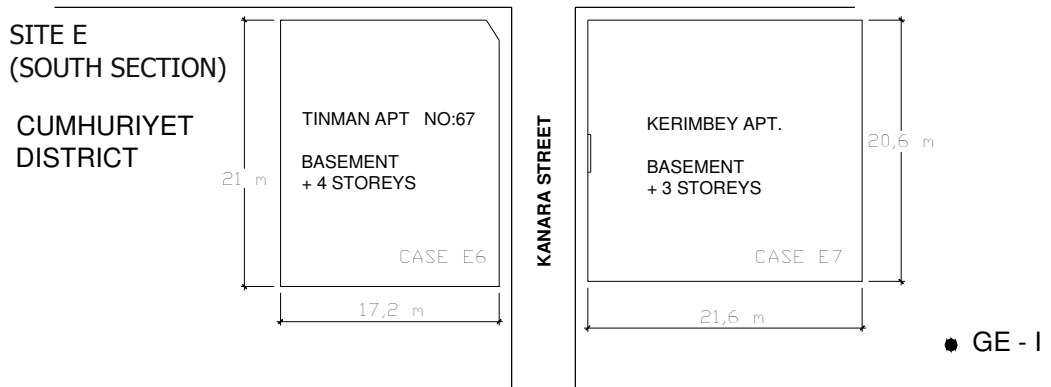 SITE E
(SOUTH SECTION)
CUMHURIYET
DISTRICT
21 m
TINMAN APT NO:67
BASEMENT
+ 4 STOREYS
CASE E6
17,2 m
KANARA STREET
KERIMBEY APT.
BASEMENT
+ 3 STOREYS
CASE E7
20,6 m
21,6 m
GE - I